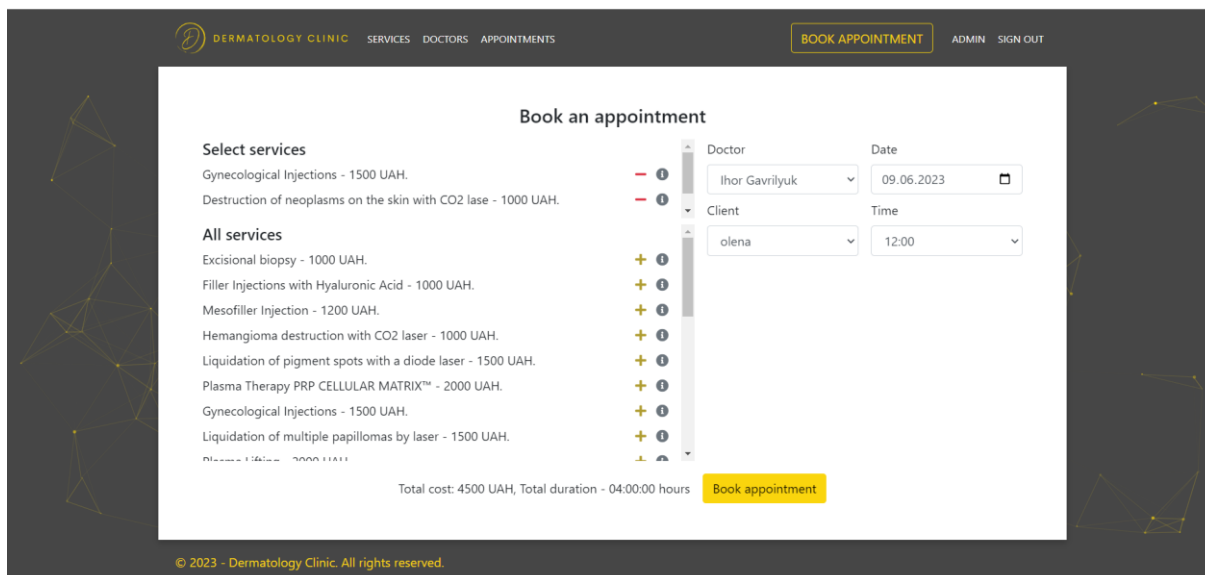 DERMATOLOGY CLINIC SERVICES DOCTORS APPOINTMENTS BOOK APPOINTMENT ADMIN SIGN OUT
Book an appointment
Select services
Gynecological Injections - 1500 UAH.
Destruction of neoplasms on the skin with CO2 lase - 1000 UAH.
All services
Excisional biopsy - 1000 UAH.
Filler Injections with Hyaluronic Acid - 1000 UAH.
Mesofiller Injection - 1200 UAH.
Hemangioma destruction with CO2 laser - 1000 UAH.
Liquidation of pigment spots with a diode laser - 1500 UAH.
Plasma Therapy PRP CELLULAR MATRIX™ - 2000 UAH.
Gynecological Injections - 1500 UAH.
Liquidation of multiple papillomas by laser - 1500 UAH.
Doctor Date
Ihor Gavrilyuk 09.06.2023
Client Time
olena 12:00
Total cost: 4500 UAH, Total duration - 04:00:00 hours Book appointment
© 2023 - Dermatology Clinic. All rights reserved.